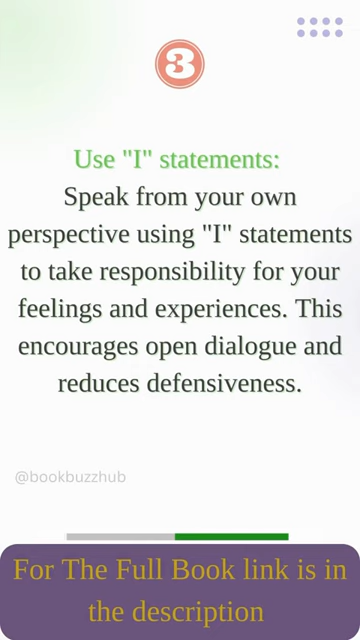 3
Use "I" statements:
Speak from your own
perspective using "I" statements
to take responsibility for your
feelings and experiences. This
encourages open dialogue and
reduces defensiveness.
@bookbuzzhub
For The Full Book link is in
the description